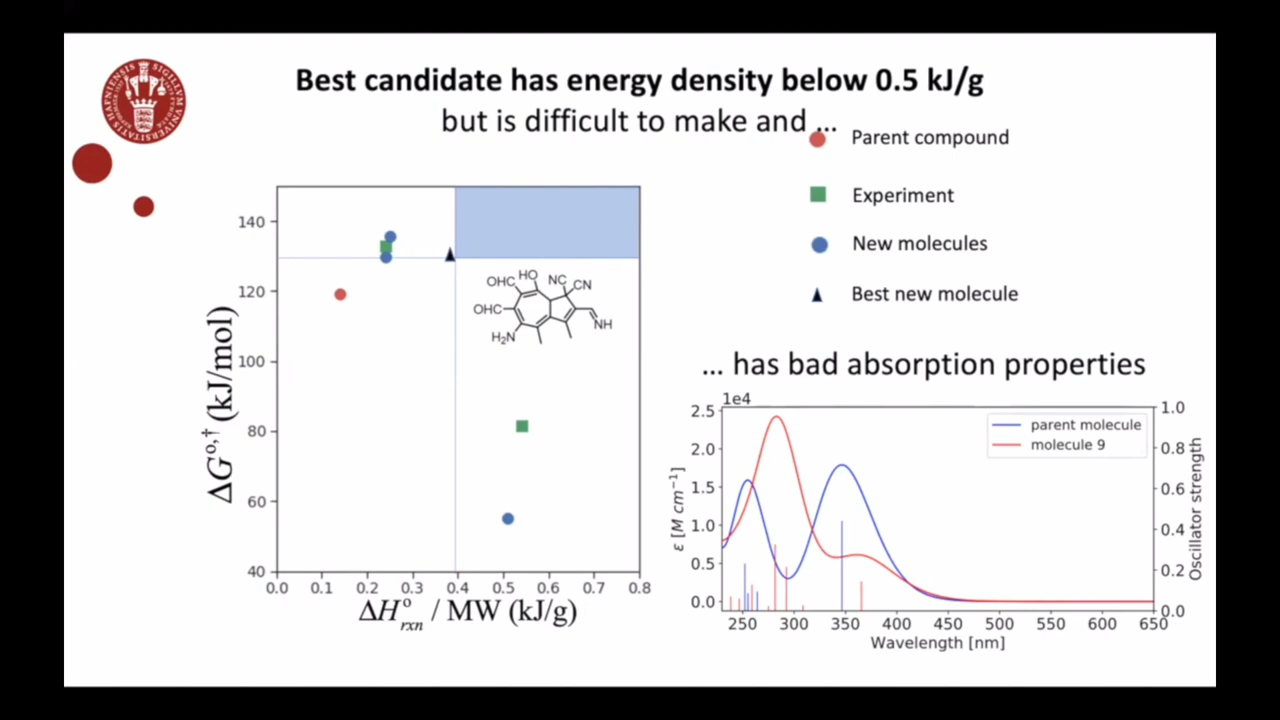 Best candidate has energy density below 0.5 kJ/g
but is difficult to make and ...
Parent compound
Experiment
New molecules
Best new molecule
140
120
100
80
60
40
0.0 0.1 0.2 0.3 0.4 0.5 0.6 0.7 0.8
ΔG°,† (kJ/mol)
ΔH°rxn / MW (kJ/g)
OHC HO NC CN
OHC
NH
H₂N
... has bad absorption properties
1e4
2.5
2.0
1.5
1.0
0.5
0.0
ε [M cm⁻¹]
parent molecule
molecule 9
1.0
0.8
0.6
0.4
0.2
0.0
Oscillator strength
250 300 350 400 450 500 550 600 650
Wavelength [nm]